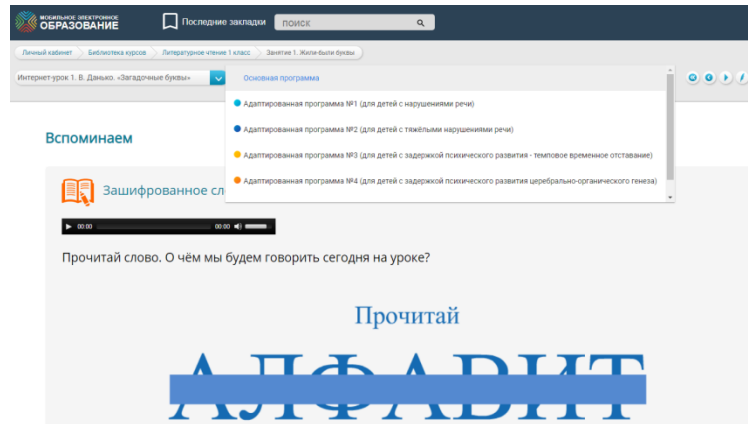 МОБИЛЬНОЕ ЭЛЕКТРОННОЕ
ОБРАЗОВАНИЕ
Последние закладки
ПОИСК
Личный кабинет
Библиотека курсов
Литературное чтение 1 класс
Занятие 1. Жили-были буквы
Интернет-урок 1. В. Данько. «Загадочные буквы»
Основная программа
Адаптированная программа №1 (для детей с нарушениями речи)
Адаптированная программа №2 (для детей с тяжёлыми нарушениями речи)
Адаптированная программа №3 (для детей с задержкой психического развития - темповое временное отставание)
Адаптированная программа №4 (для детей с задержкой психического развития церебрально-органического генеза)
Вспоминаем
Зашифрованное сл
00:00
00:00
Прочитай слово. О чём мы будем говорить сегодня на уроке?
Прочитай
АЛФАВИТ